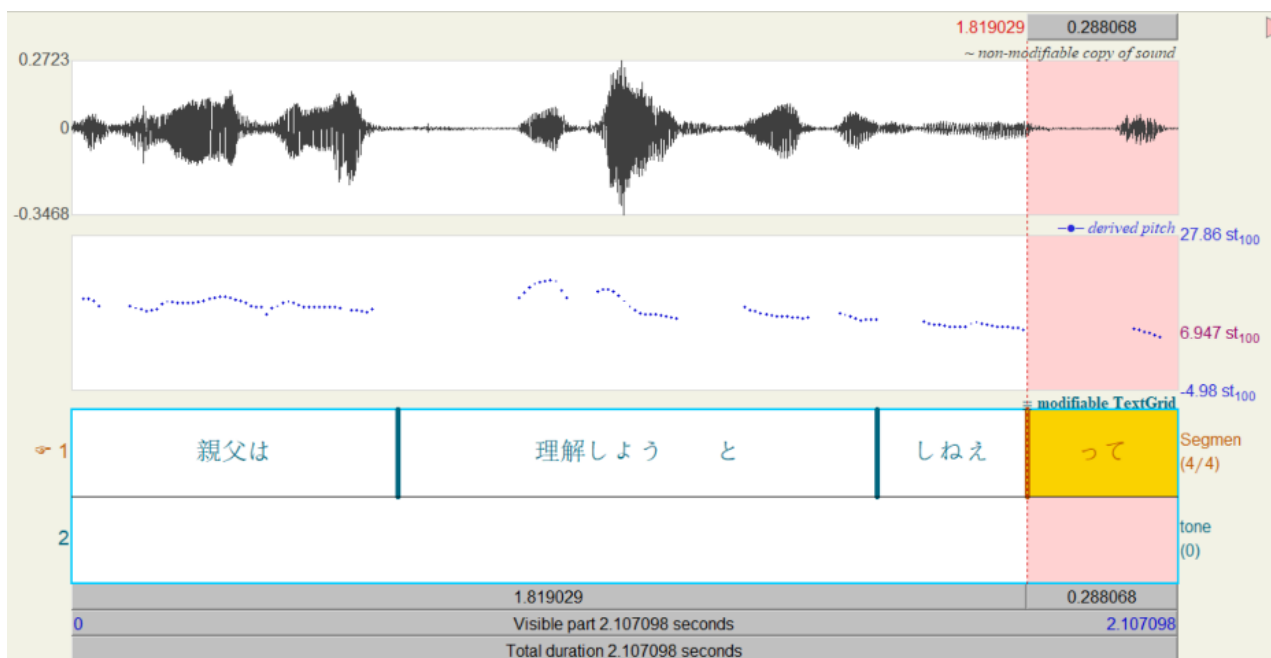 1.819029 0.288068
~ non-modifiable copy of sound
0.2723
0
-0.3468
derived pitch
27.86 st100
6.947 st100
-4.98 st100
modifiable TextGrid
1 親父は 理解しよう と しねえ って Segmen
(4/4)
2 tone
(0)
1.819029 0.288068
0 Visible part 2.107098 seconds 2.107098
Total duration 2.107098 seconds